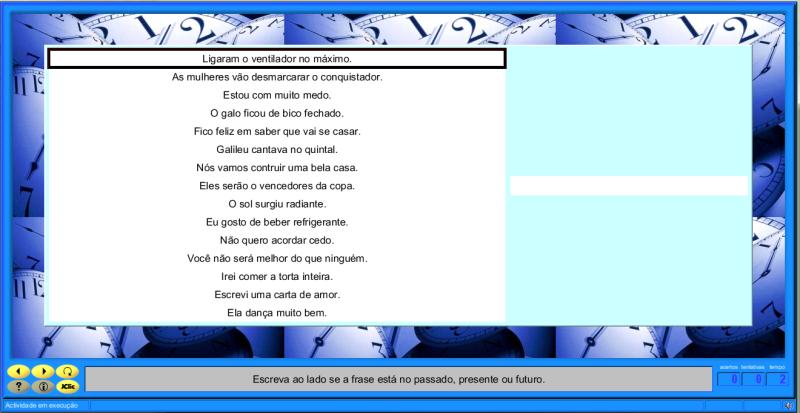 Ligaram o ventilador no máximo.
As mulheres vão desmarcarar o conquistador.
Estou com muito medo.
O galo ficou de bico fechado.
Fico feliz em saber que vai se casar.
Galileu cantava no quintal.
Nós vamos contruir uma bela casa.
Eles serão o vencedores da copa.
O sol surgiu radiante.
Eu gosto de beber refrigerante.
Não quero acordar cedo.
Você não será melhor do que ninguém.
Irei comer a torta inteira.
Escrevi uma carta de amor.
Ela dança muito bem.
Escreva ao lado se a frase está no passado, presente ou futuro.
acertos tentativas tempo
0 0 2
? i JClic
Actividade em execução